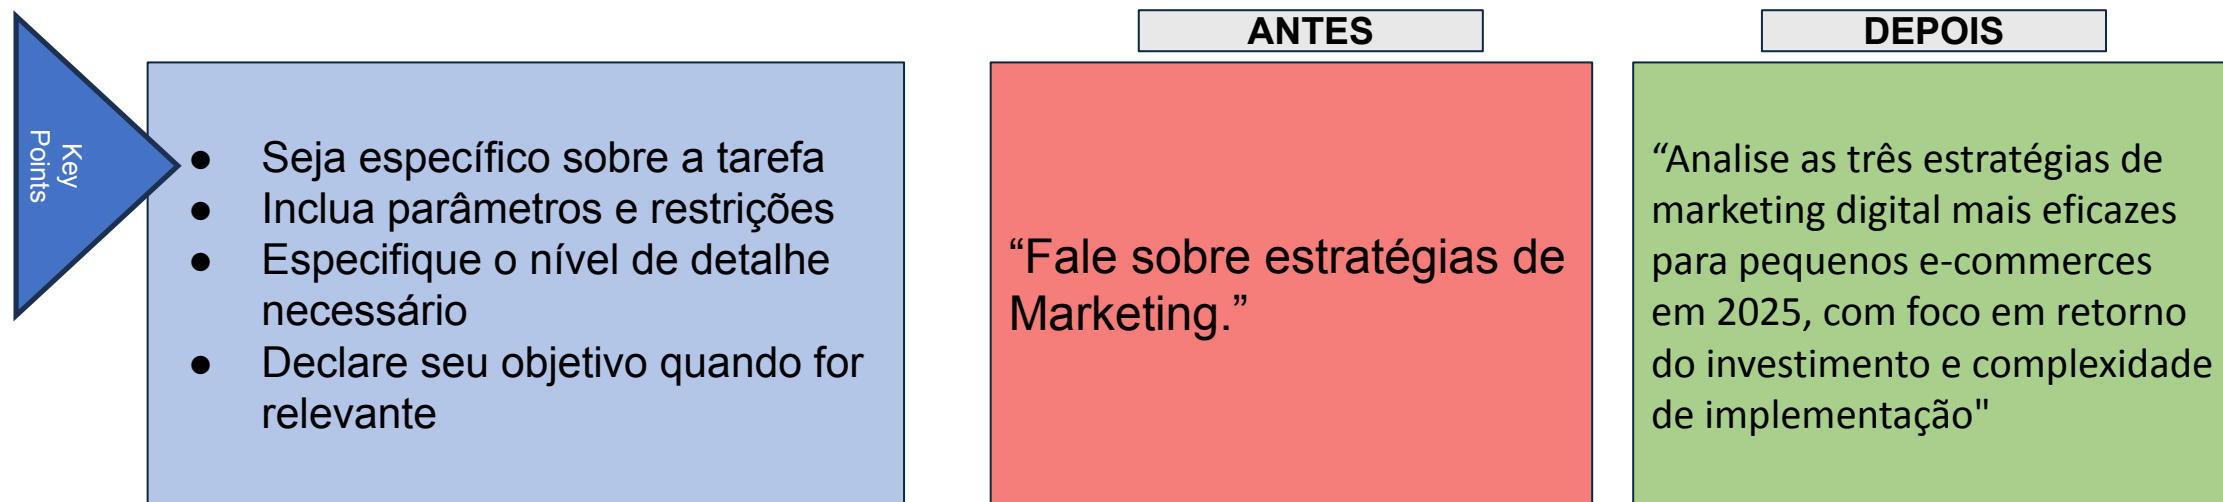 Key
Points
● Seja específico sobre a tarefa
● Inclua parâmetros e restrições
● Especifique o nível de detalhe
necessário
● Declare seu objetivo quando for
relevante
ANTES
“Fale sobre estratégias de
Marketing.”
DEPOIS
“Analise as três estratégias de
marketing digital mais eficazes
para pequenos e-commerces
em 2025, com foco em retorno
do investimento e complexidade
de implementação"